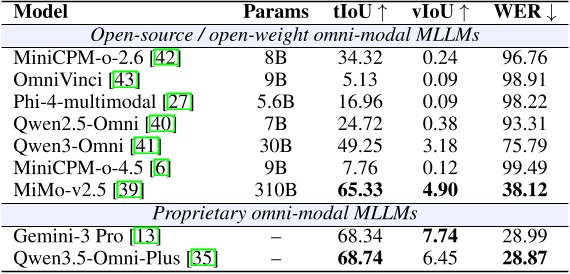 Model Params tIoU ↑ vIoU ↑ WER ↓
Open-source / open-weight omni-modal MLLMs
MiniCPM-o-2.6 [42] 8B 34.32 0.24 96.76
OmniVinci [43] 9B 5.13 0.09 98.91
Phi-4-multimodal [27] 5.6B 16.96 0.09 98.22
Qwen2.5-Omni [40] 7B 24.72 0.38 93.31
Qwen3-Omni [41] 30B 49.25 3.18 75.79
MiniCPM-o-4.5 [6] 9B 7.76 0.12 99.49
MiMo-v2.5 [39] 310B 65.33 4.90 38.12
Proprietary omni-modal MLLMs
Gemini-3 Pro [13] – 68.34 7.74 28.99
Qwen3.5-Omni-Plus [35] – 68.74 6.45 28.87